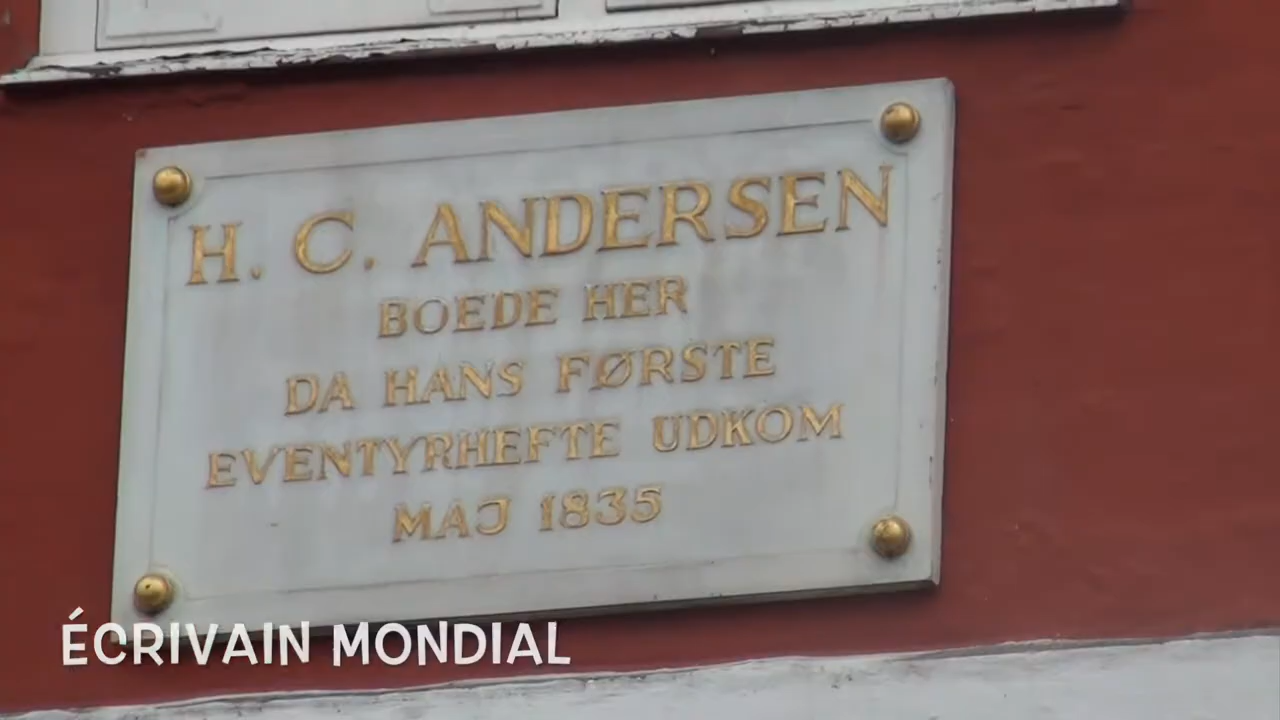 H. C. ANDERSEN
BOEDE HER
DA HANS FØRSTE
EVENTYRHEFTE UDKOM
MAJ 1835
ÉCRIVAIN MONDIAL